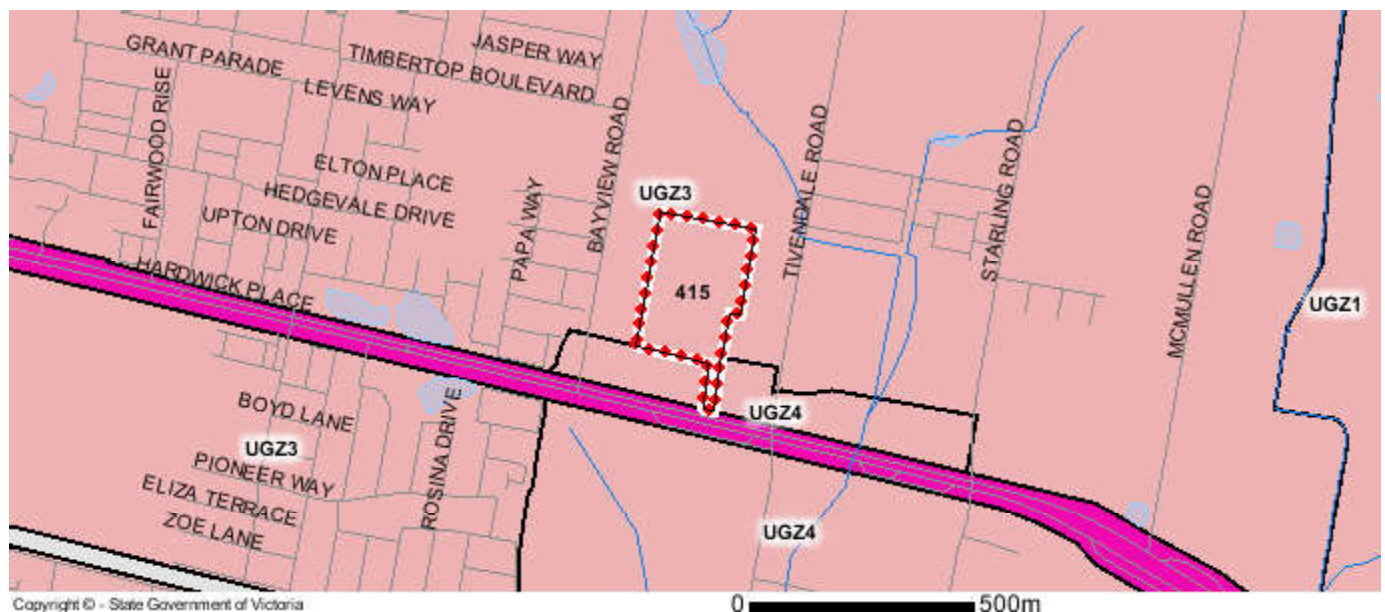 JASPER WAY
GRANT PARADE
TIMBERTOP BOULEVARD
LEVENS WAY
FAIRWOOD RISE
BAYVIEW ROAD
TIVENDALE ROAD
STARLING ROAD
ELTON PLACE
HEDGEVALE DRIVE
UPTON DRIVE
PAPA WAY
UGZ3
MCMULLEN ROAD
HARDWICK PLACE
415
UGZ1
BOYD LANE
ROSINA DRIVE
UGZ4
UGZ3
PIONEER WAY
ELIZA TERRACE
ZOE LANE
UGZ4
Copyright © - State Government of Victoria
0 500m